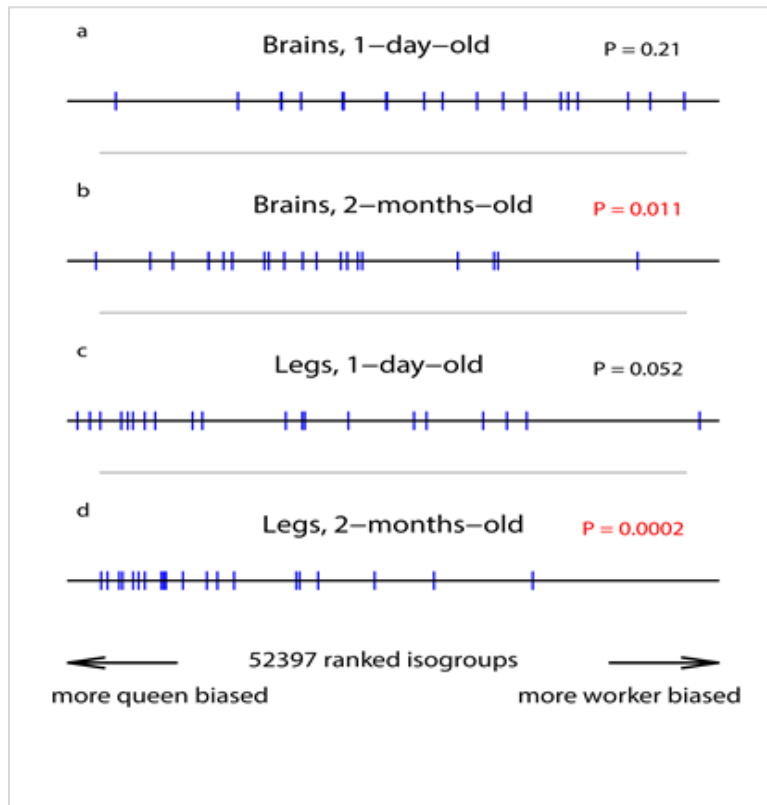 a
Brains, 1−day−old
P = 0.21
b
Brains, 2−months−old
P = 0.011
c
Legs, 1−day−old
P = 0.052
d
Legs, 2−months−old
P = 0.0002
52397 ranked isogroups
more queen biased
more worker biased